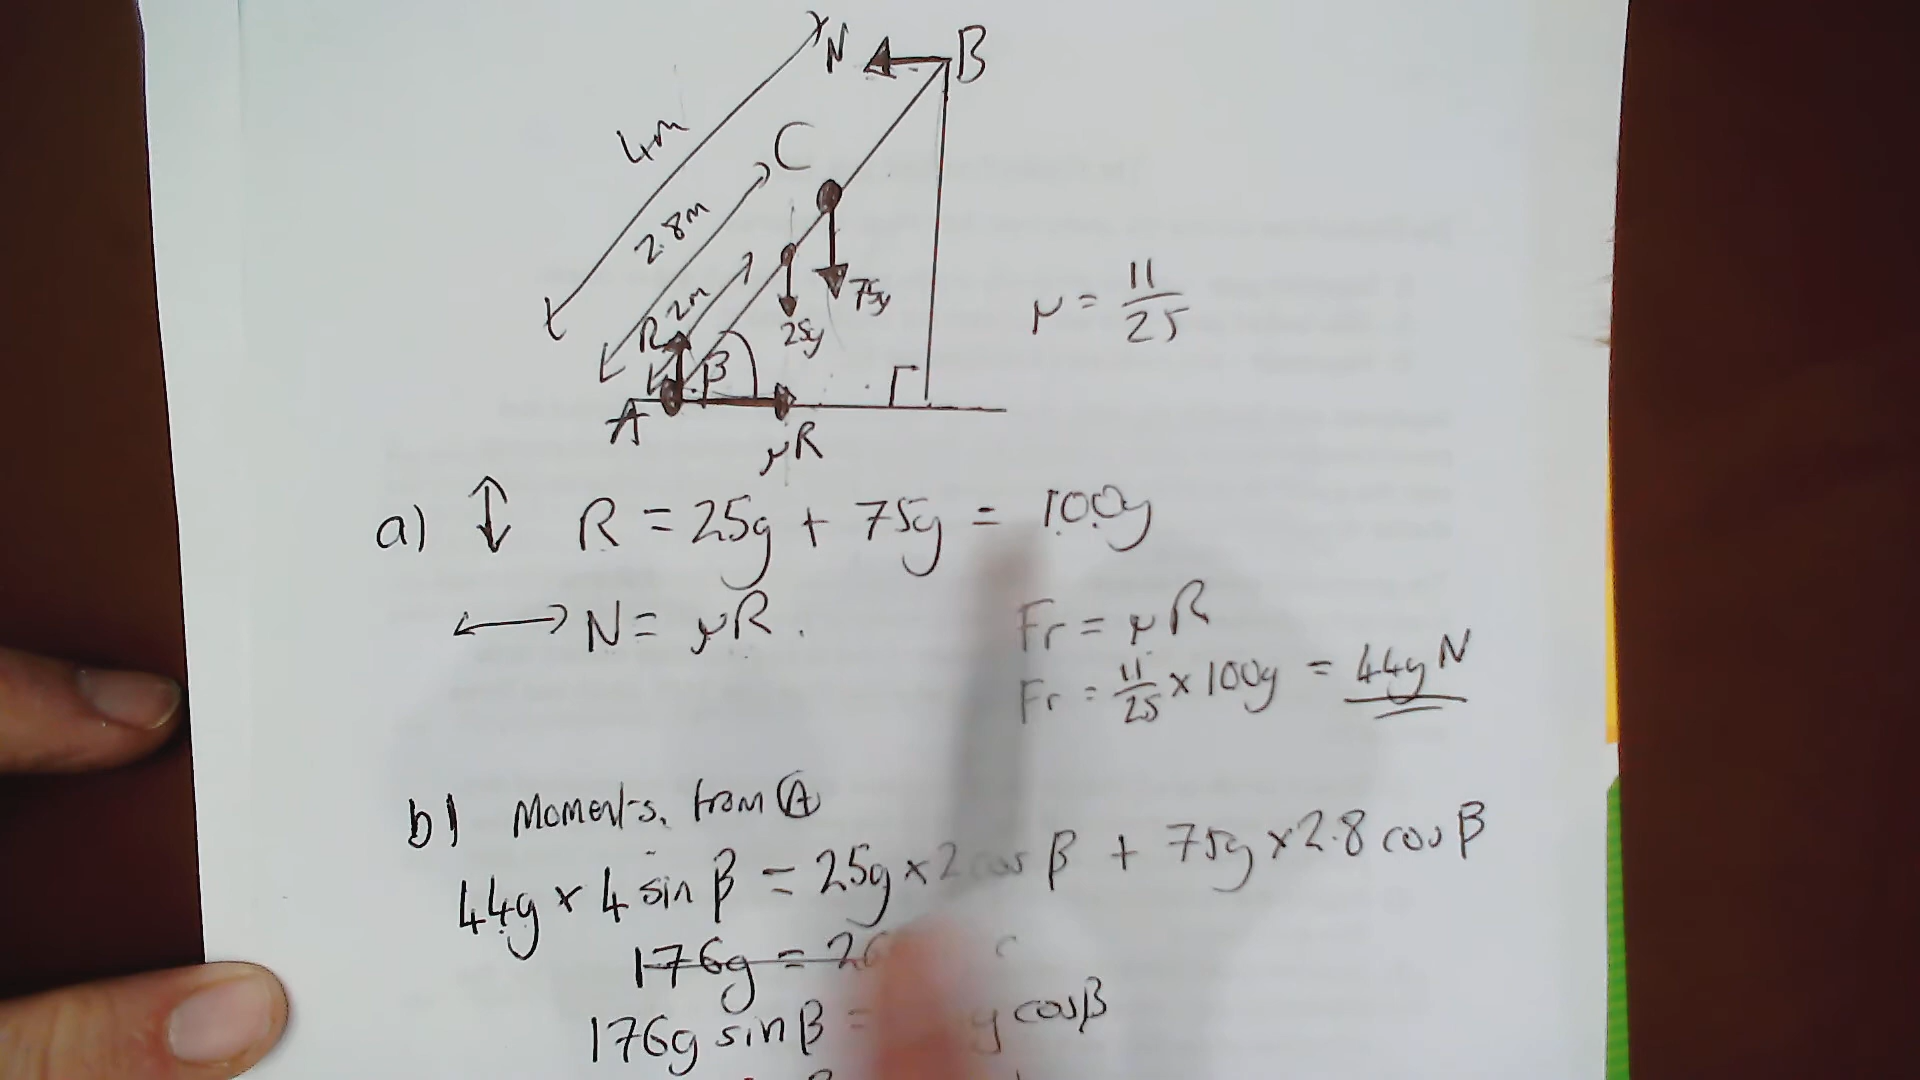 N B
4m
C
2.8m
2m
75g
25g
R
β
μ = 11/25
A
μR
a) ↕ R = 25g + 75g = 100g
↔ N = μR.
Fr = μR
Fr = 11/25 × 100g = 44g N
b) Moments. from A
44g × 4 sin β = 25g × 2 cos β + 75g × 2.8 cos β
176g =
176g sin β = g cos β